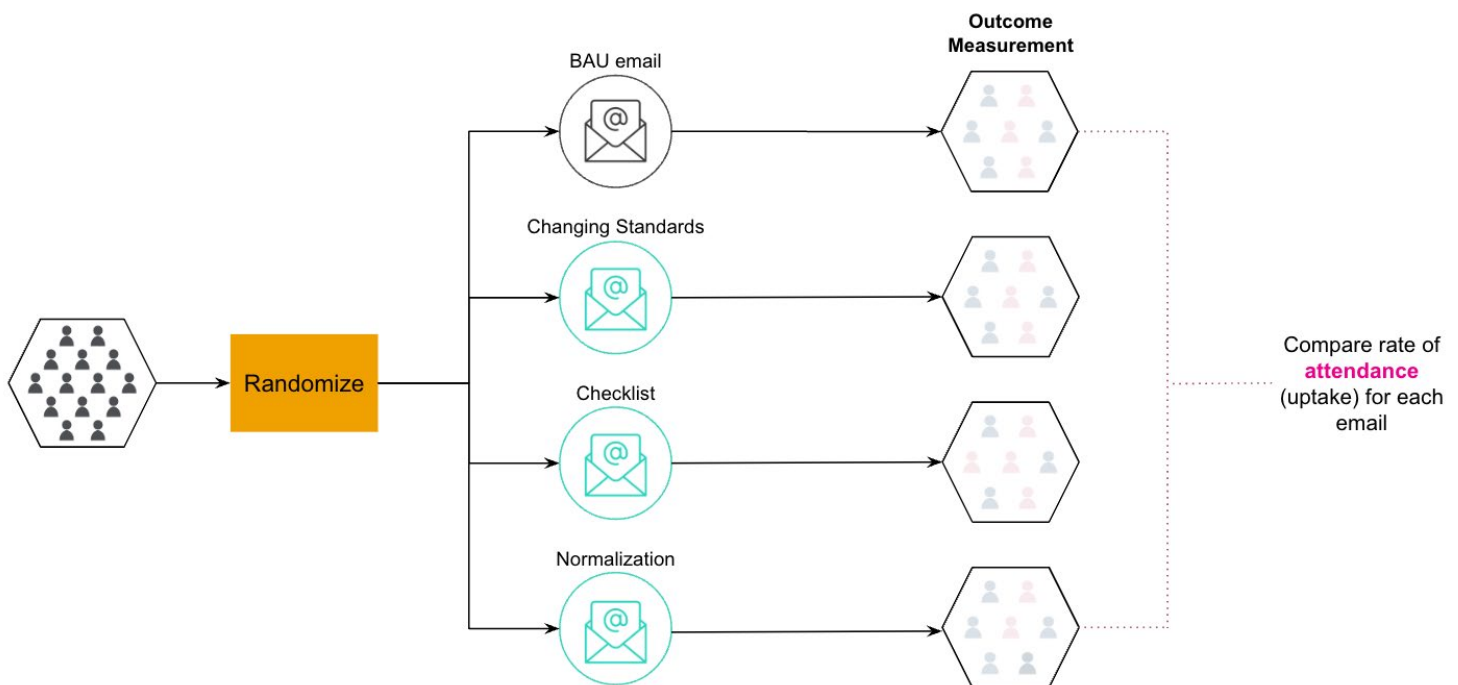 Outcome
Measurement
BAU email
@
Changing Standards
@
Randomize
Checklist
@
Normalization
@
Compare rate of
attendance
(uptake) for each
email